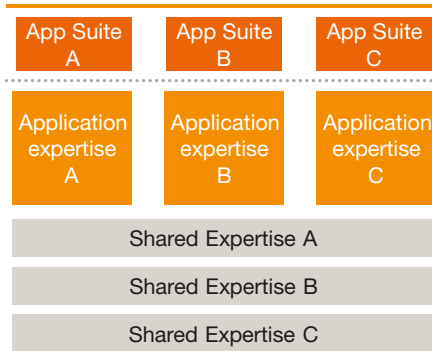 App Suite
A
App Suite
B
App Suite
C
Application
expertise
A
Application
expertise
B
Application
expertise
C
Shared Expertise A
Shared Expertise B
Shared Expertise C